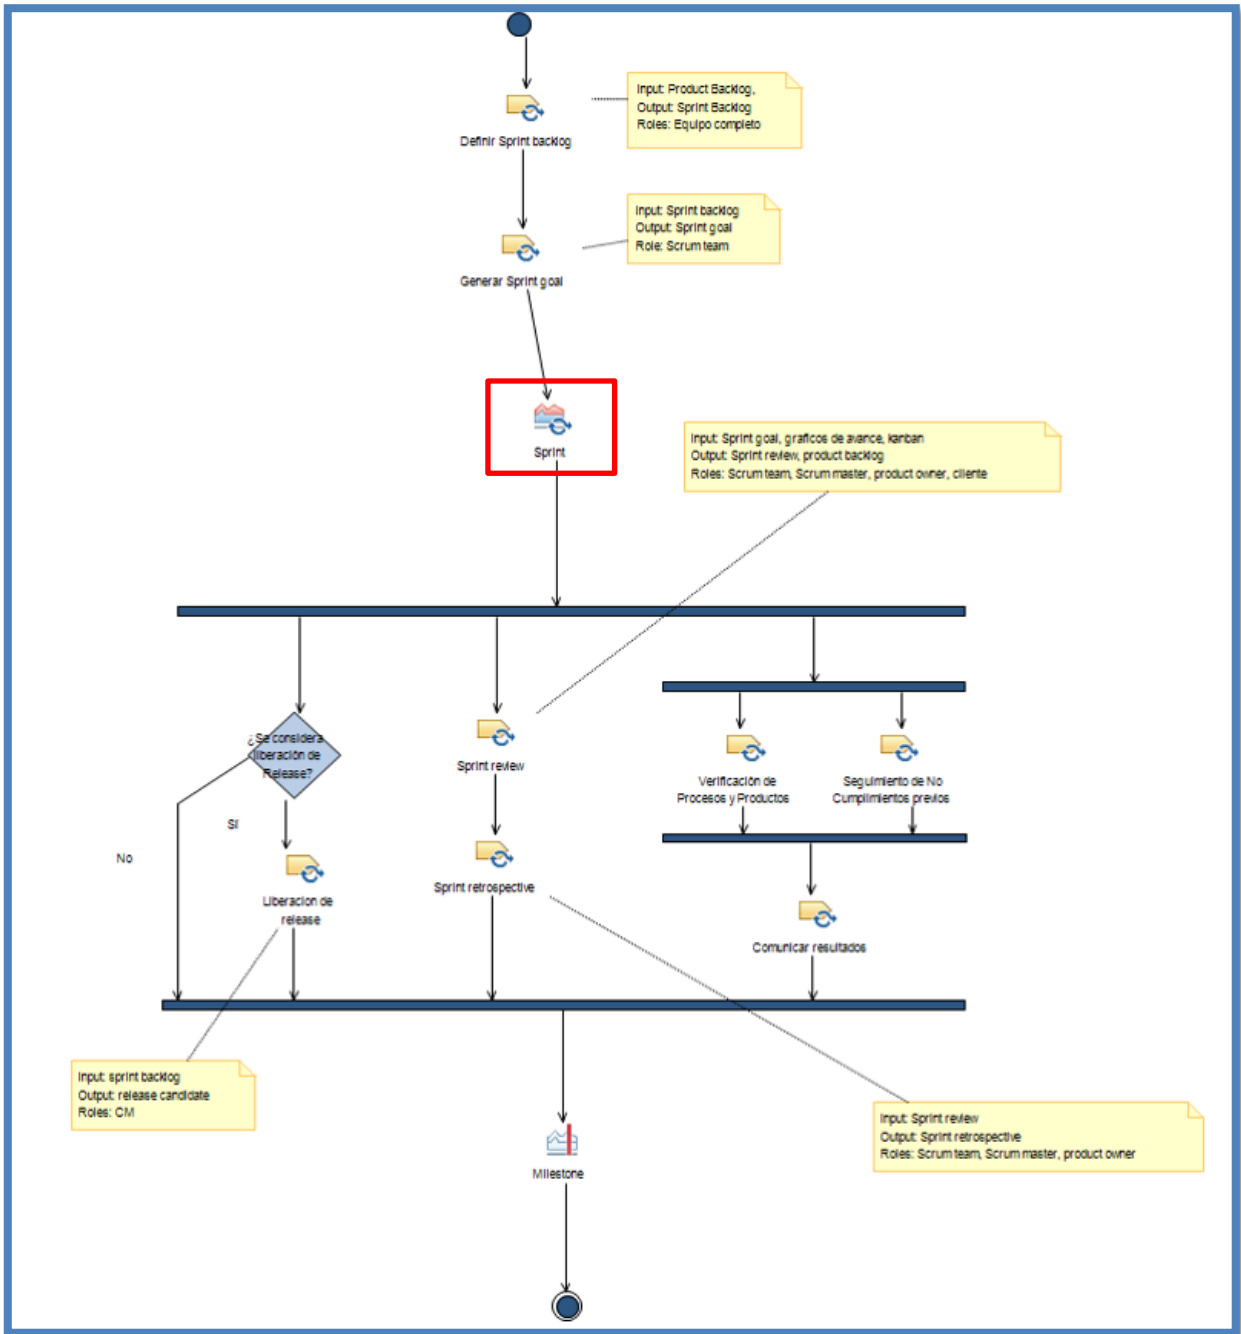 Input: Product Backlog,
Output: Sprint Backlog
Roles: Equipo completo
Definir Sprint backlog
Input: Sprint backlog
Output: Sprint goal
Role: Scrum team
Generar Sprint goal
Sprint
Input: Sprint goal, graficos de avance, kanban
Output: Sprint review, product backlog
Roles: Scrum team, Scrum master, product owner, cliente
¿Se considera
liberación de
Release?
Sprint review
Verificación de
Procesos y Productos
Seguimiento de No
Cumplimientos previos
Si
No
Liberacion de
release
Sprint retrospective
Comunicar resultados
Input: sprint backlog
Output: release candidate
Roles: CM
Input: Sprint review
Output: Sprint retrospective
Roles: Scrum team, Scrum master, product owner
Milestone